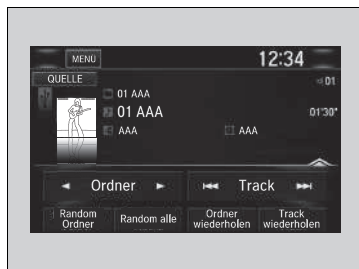 MENÜ 12:34
QUELLE 01
01 AAA
01 AAA 01'30"
AAA AAA
Ordner Track
Random Ordner Random alle Ordner wiederholen Track wiederholen